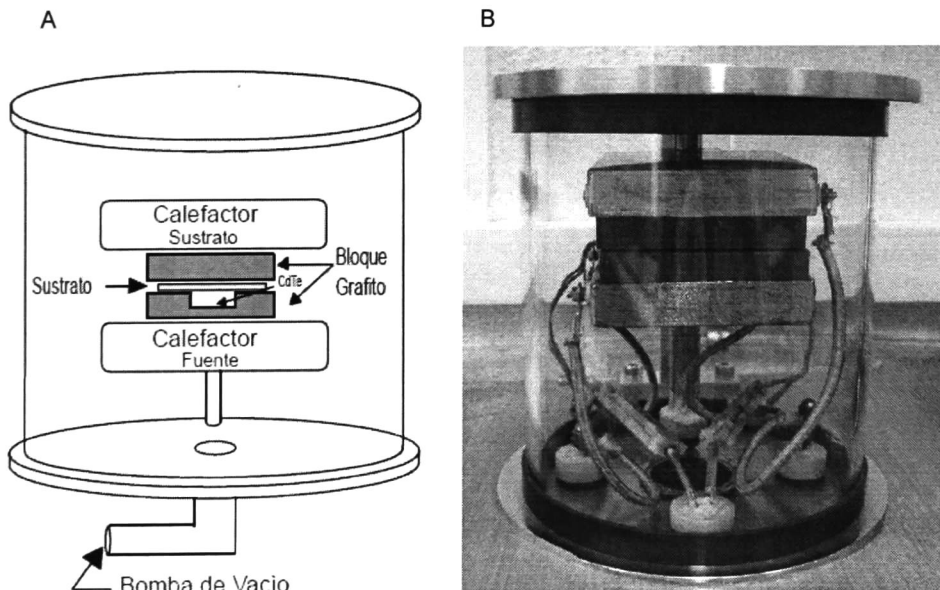 A
B
Calefactor
Sustrato
Bloque
Grafito
Sustrato
CdTe
Calefactor
Fuente
Bomba de Vacio